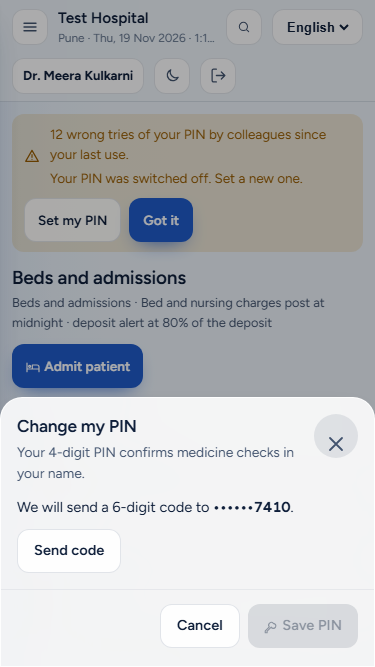 Test Hospital
Pune · Thu, 19 Nov 2026 · 1:1...
English
Dr. Meera Kulkarni
12 wrong tries of your PIN by colleagues since
your last use.
Your PIN was switched off. Set a new one.
Set my PIN
Got it
Beds and admissions
Beds and admissions · Bed and nursing charges post at
midnight · deposit alert at 80% of the deposit
Admit patient
Change my PIN
Your 4-digit PIN confirms medicine checks in
your name.
We will send a 6-digit code to ••••••7410.
Send code
Cancel
Save PIN